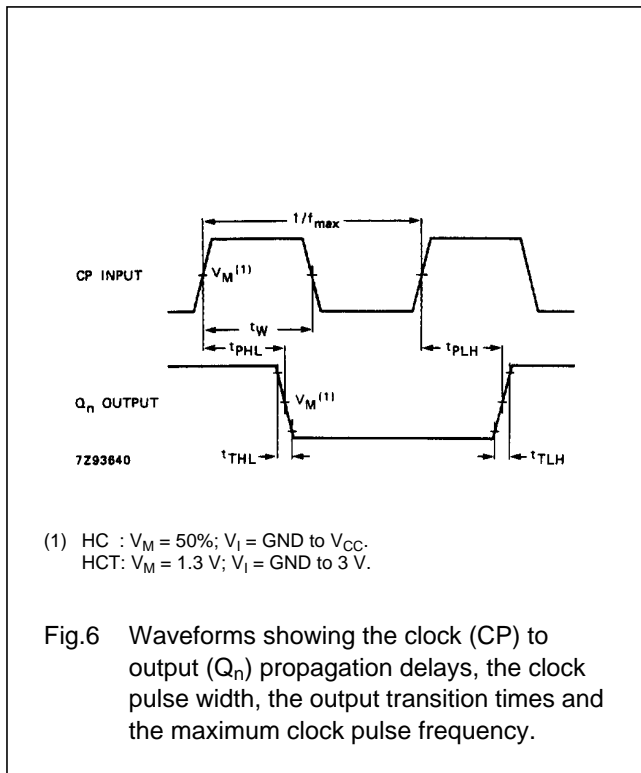 1/fmax
CP INPUT
VM(1)
tW
tPHL
tPLH
Qn OUTPUT
VM(1)
7Z93640
tTHL
tTLH
(1) HC : VM = 50%; VI = GND to VCC.
HCT: VM = 1.3 V; VI = GND to 3 V.
Fig.6 Waveforms showing the clock (CP) to
output (Qn) propagation delays, the clock
pulse width, the output transition times and
the maximum clock pulse frequency.